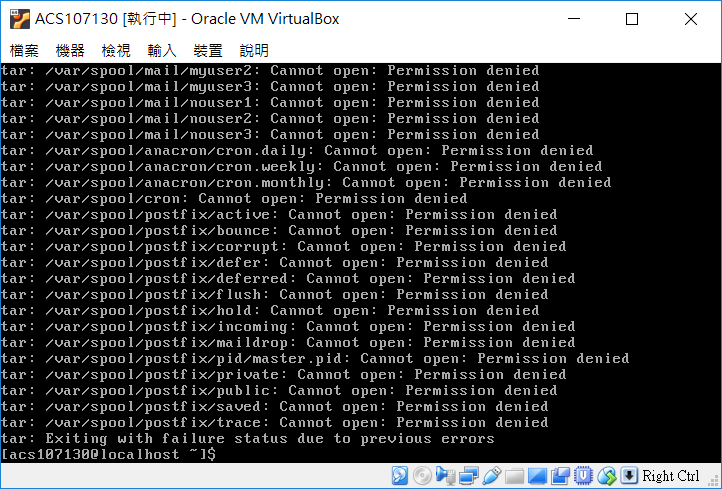 ACS107130 [執行中] - Oracle VM VirtualBox
檔案 機器 檢視 輸入 裝置 說明
tar: /var/spool/mail/myuser2: Cannot open: Permission denied
tar: /var/spool/mail/myuser3: Cannot open: Permission denied
tar: /var/spool/mail/nouser1: Cannot open: Permission denied
tar: /var/spool/mail/nouser2: Cannot open: Permission denied
tar: /var/spool/mail/nouser3: Cannot open: Permission denied
tar: /var/spool/anacron/cron.daily: Cannot open: Permission denied
tar: /var/spool/anacron/cron.weekly: Cannot open: Permission denied
tar: /var/spool/anacron/cron.monthly: Cannot open: Permission denied
tar: /var/spool/cron: Cannot open: Permission denied
tar: /var/spool/postfix/active: Cannot open: Permission denied
tar: /var/spool/postfix/bounce: Cannot open: Permission denied
tar: /var/spool/postfix/corrupt: Cannot open: Permission denied
tar: /var/spool/postfix/defer: Cannot open: Permission denied
tar: /var/spool/postfix/deferred: Cannot open: Permission denied
tar: /var/spool/postfix/flush: Cannot open: Permission denied
tar: /var/spool/postfix/hold: Cannot open: Permission denied
tar: /var/spool/postfix/incoming: Cannot open: Permission denied
tar: /var/spool/postfix/maildrop: Cannot open: Permission denied
tar: /var/spool/postfix/pid/master.pid: Cannot open: Permission denied
tar: /var/spool/postfix/private: Cannot open: Permission denied
tar: /var/spool/postfix/public: Cannot open: Permission denied
tar: /var/spool/postfix/saved: Cannot open: Permission denied
tar: /var/spool/postfix/trace: Cannot open: Permission denied
tar: Exiting with failure status due to previous errors
[acs107130@localhost ~]$
Right Ctrl